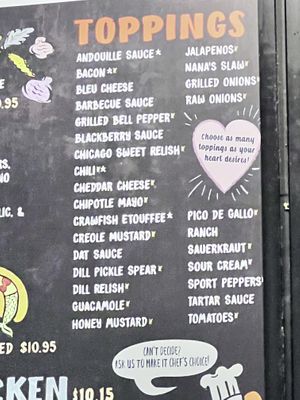 TOPPINGS
ANDOUILLE SAUCE*
BACON*
BLEU CHEESE
BARBECUE SAUCE
GRILLED BELL PEPPER
BLACKBERRY SAUCE
CHICAGO SWEET RELISH
CHILI**
CHEDDAR CHEESE
CHIPOTLE MAYO
CRAWFISH ETOUFFEE*
CREOLE MUSTARD
DAT SAUCE
DILL PICKLE SPEAR
DILL RELISH
GUACAMOLE
HONEY MUSTARD
JALAPENOS
NANA'S SLAW
GRILLED ONIONS
RAW ONIONS
Choose as many
toppings as your
heart desires!
PICO DE GALLO
RANCH
SAUERKRAUT
SOUR CREAM
SPORT PEPPERS
TARTAR SAUCE
TOMATOES
CAN'T DECIDE?
ASK US TO MAKE IT CHEF'S CHOICE!
$10.95
$10.15